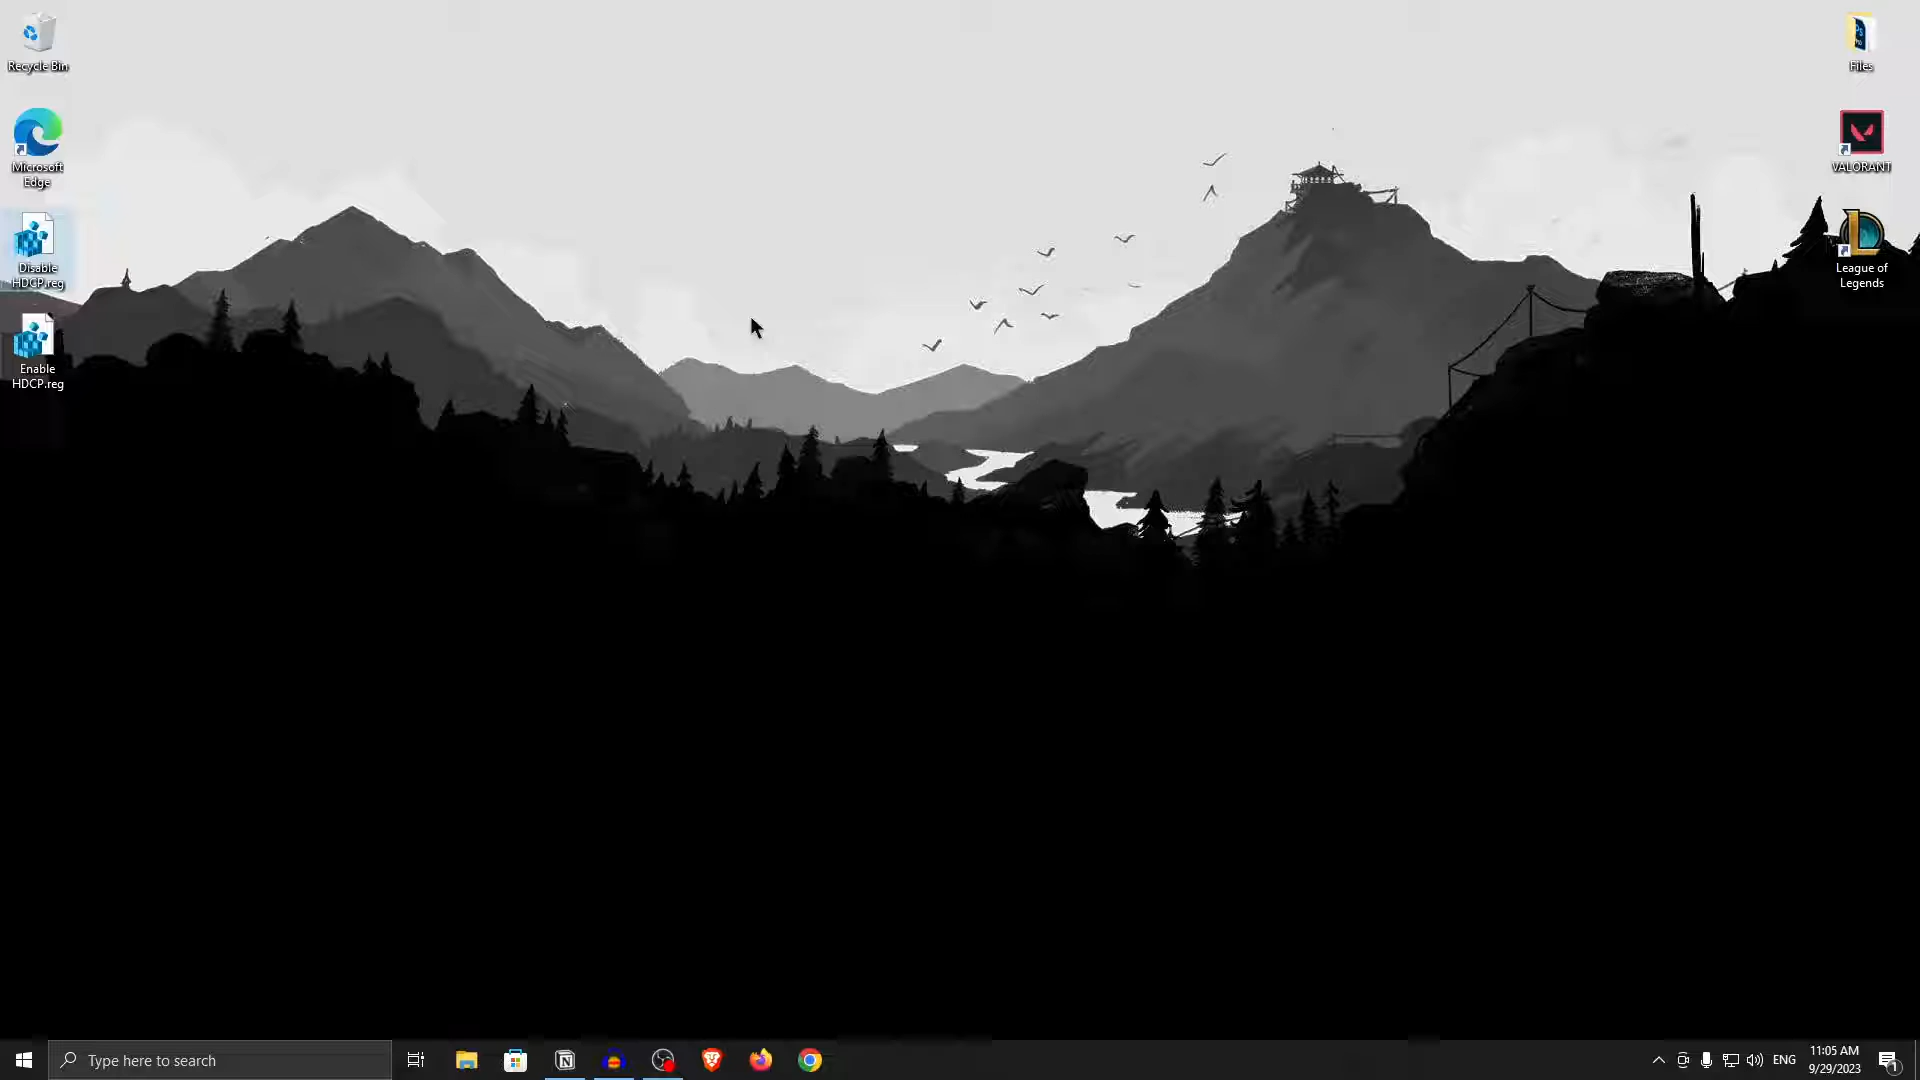 Recycle Bin
Microsoft
Edge
Disable
HDCP.reg
Enable
HDCP.reg
Files
VALORANT
League of
Legends
Type here to search
ENG
11:05 AM
9/29/2023
1